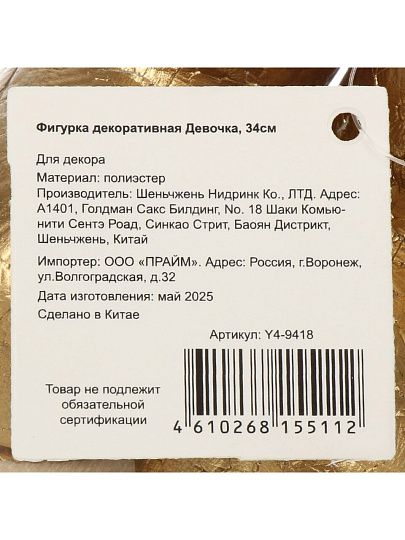 Фигурка декоративная Девочка, 34см
Для декора
Материал: полиэстер
Производитель: Шеньчжень Нидринк Ко., ЛТД. Адрес:
А1401, Голдман Сакс Билдинг, No. 18 Шаки Комью-
нити Сентэ Роад, Синкао Стрит, Баоян Дистрикт,
Шеньчжень, Китай
Импортер: ООО «ПРАЙМ». Адрес: Россия, г.Воронеж,
ул.Волгоградская, д.32
Дата изготовления: май 2025
Сделано в Китае
Артикул: Y4-9418
Товар не подлежит
обязательной
сертификации
4 610268 155112